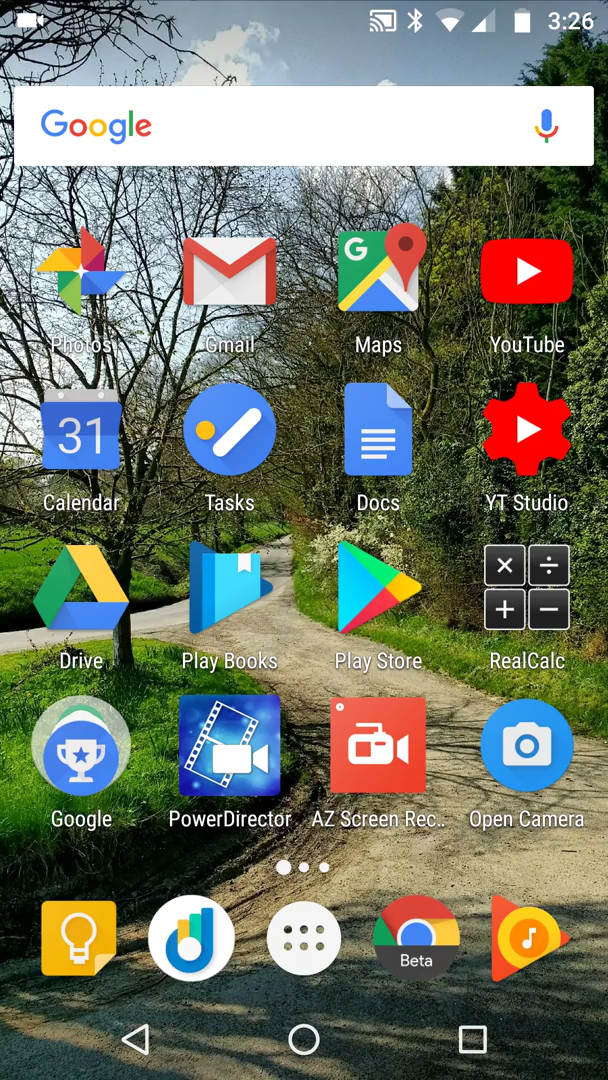 3:26
Google
G
Photos Gmail Maps YouTube
31
Calendar Tasks Docs YT Studio
× ÷
+ −
Drive Play Books Play Store RealCalc
Google PowerDirector AZ Screen Rec.. Open Camera
Beta